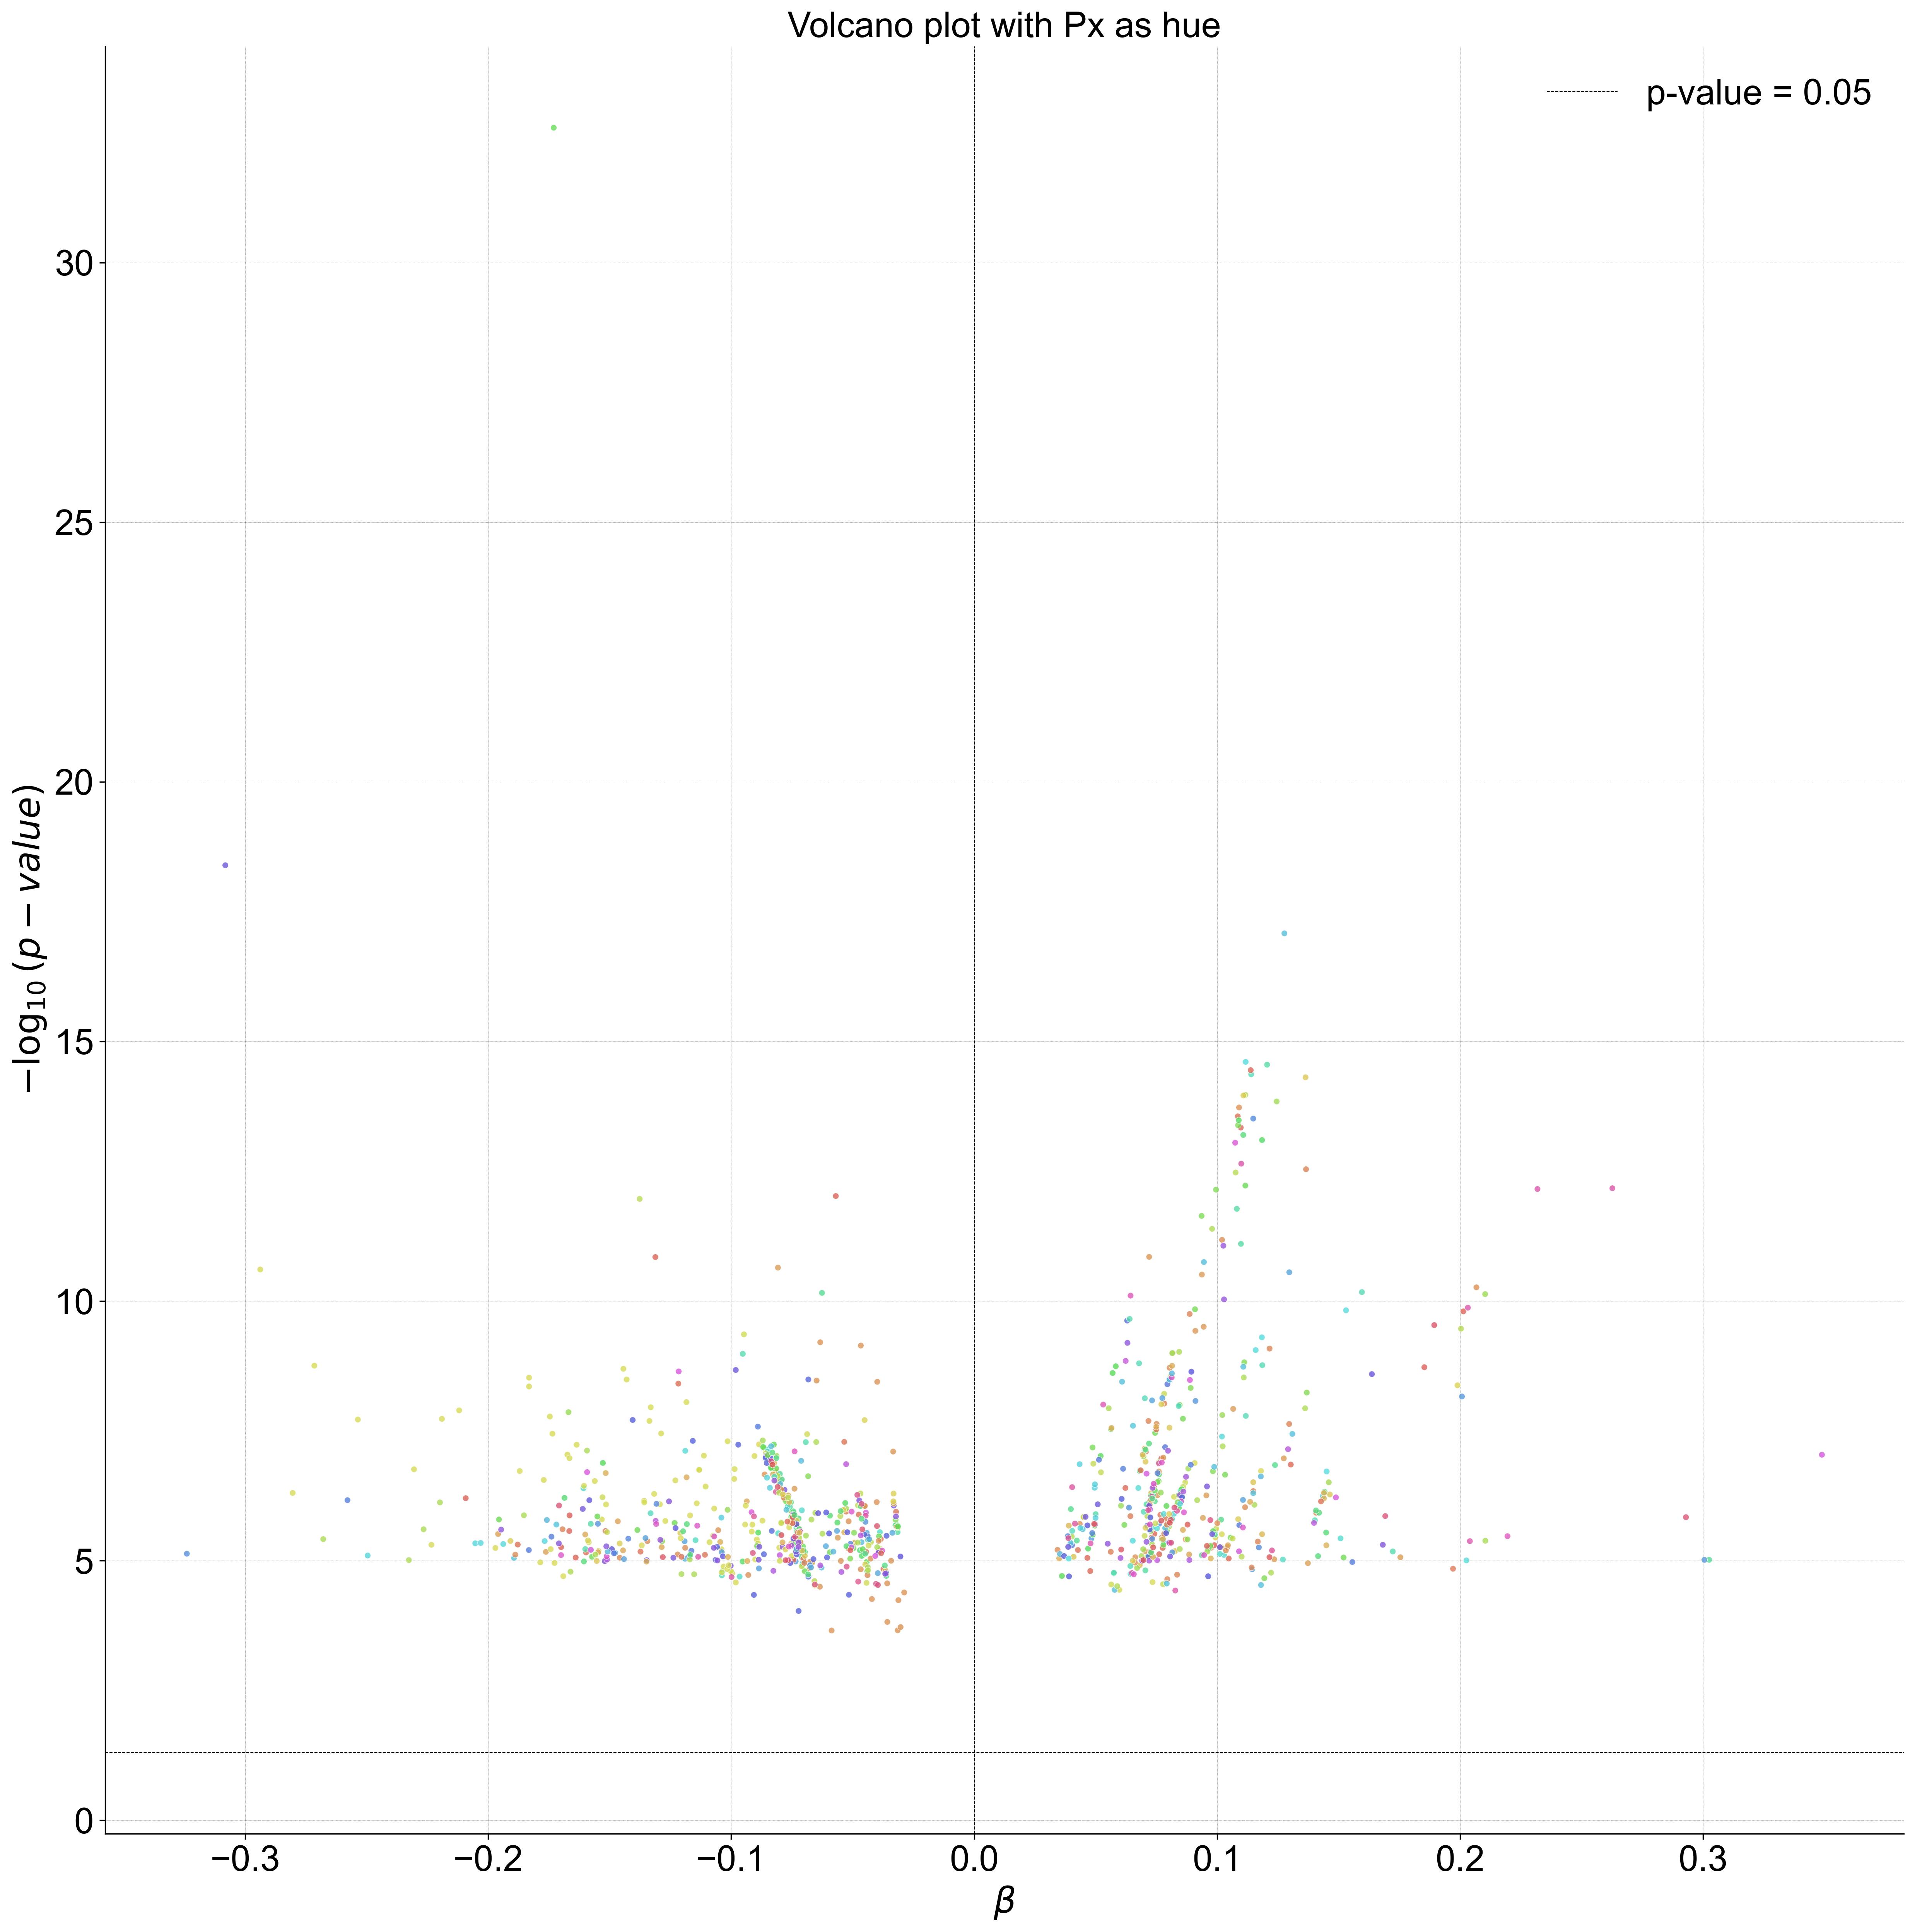 Volcano plot with Px as hue
p-value = 0.05
−log₁₀(p − value)
30
25
20
15
10
5
0
−0.3 −0.2 −0.1 0.0 0.1 0.2 0.3
β